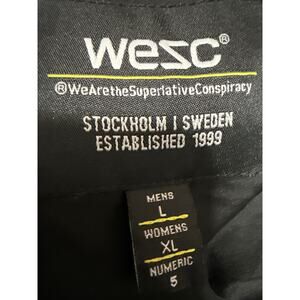 wesc®
®WeAretheSuperlativeConspiracy
STOCKHOLM | SWEDEN
ESTABLISHED 1999
MENS
L
WOMENS
XL
NUMERIC
5